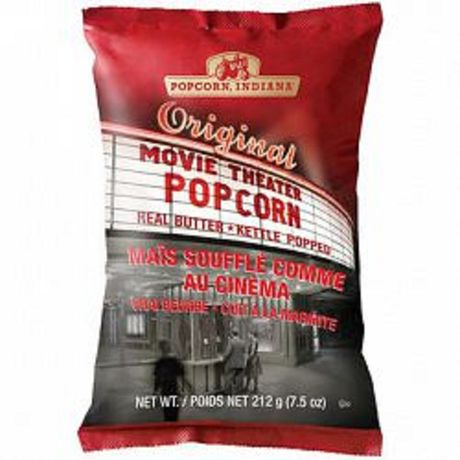 POPCORN, INDIANA
Original
MOVIE THEATER
POPCORN
REAL BUTTER • KETTLE POPPED
MAÏS SOUFFLÉ COMME
AU CINÉMA
VRAI BEURRE • CUIT À LA MARMITE
NET WT. / POIDS NET 212 g (7.5 oz)